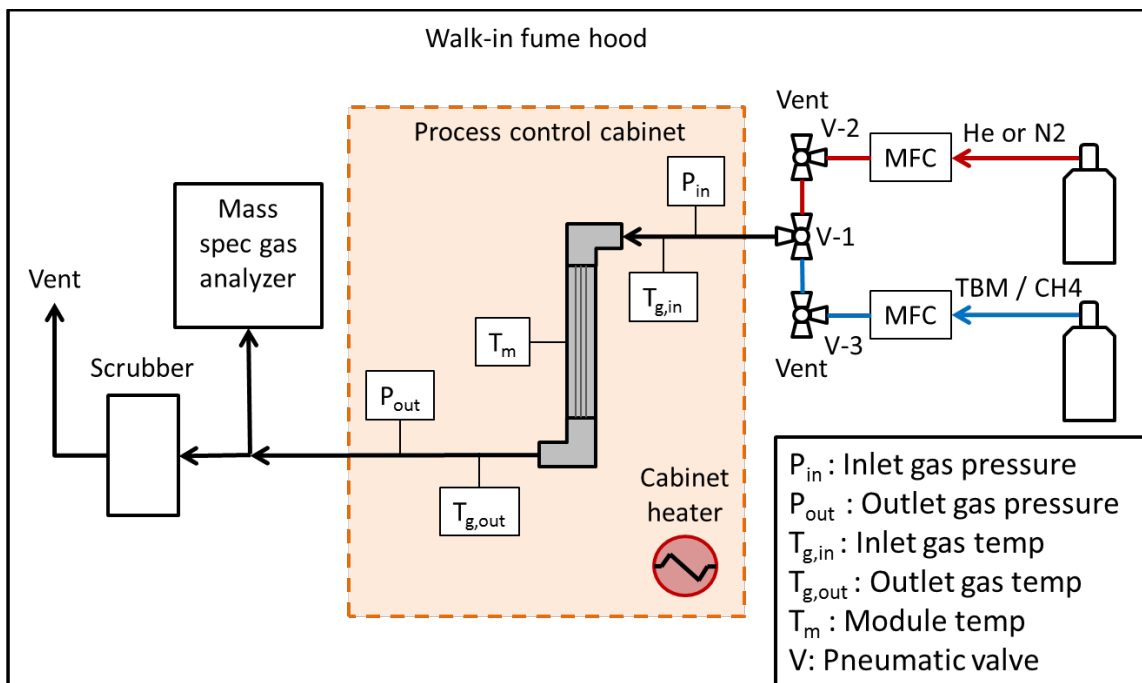 Walk-in fume hood
Process control cabinet
Vent
V-2
MFC
He or N2
P_in
V-1
T_g,in
TBM / CH4
MFC
V-3
Vent
Mass
spec gas
analyzer
Vent
Scrubber
T_m
P_out
T_g,out
Cabinet
heater
P_in : Inlet gas pressure
P_out : Outlet gas pressure
T_g,in : Inlet gas temp
T_g,out : Outlet gas temp
T_m : Module temp
V: Pneumatic valve